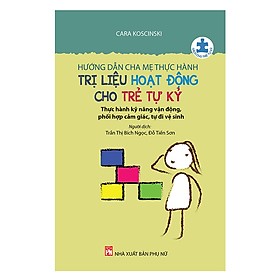 CARA KOSCINSKI
HƯỚNG DẪN CHA MẸ THỰC HÀNH
TRỊ LIỆU HOẠT ĐỘNG
CHO TRẺ TỰ KỶ
Thực hành kỹ năng vận động,
phối hợp cảm giác, tự đi vệ sinh
Người dịch:
Trần Thị Bích Ngọc, Đỗ Tiến Sơn
NHÀ XUẤT BẢN PHỤ NỮ